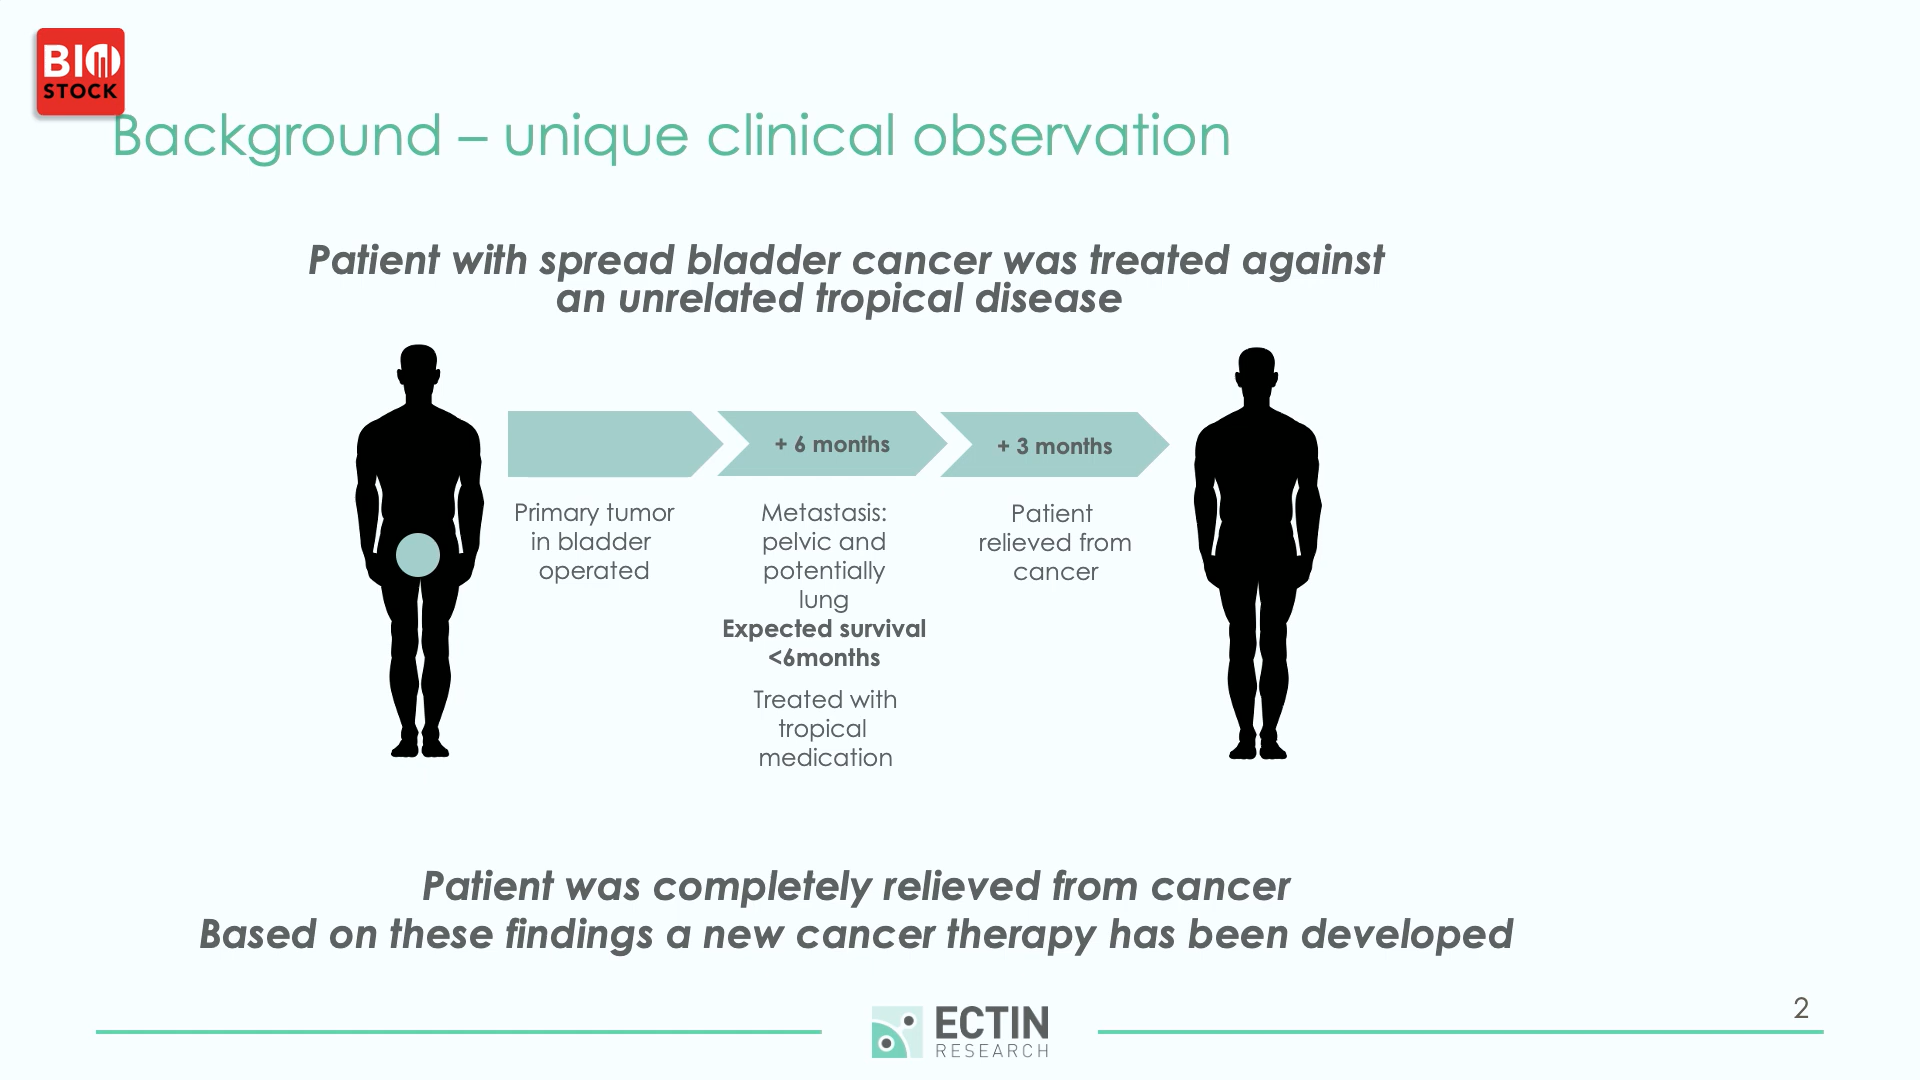 BIO
STOCK
Background – unique clinical observation
Patient with spread bladder cancer was treated against
an unrelated tropical disease
+ 6 months
+ 3 months
Primary tumor
in bladder
operated
Metastasis:
pelvic and
potentially
lung
Expected survival
<6months
Treated with
tropical
medication
Patient
relieved from
cancer
Patient was completely relieved from cancer
Based on these findings a new cancer therapy has been developed
ECTIN
RESEARCH
2